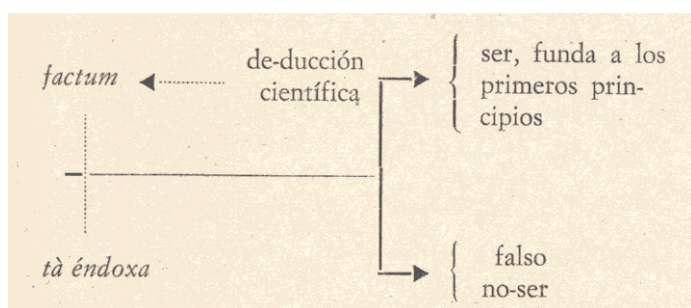 factum
de-ducción
científica
ser, funda a los
primeros prin-
cipios
tà éndoxa
falso
no-ser